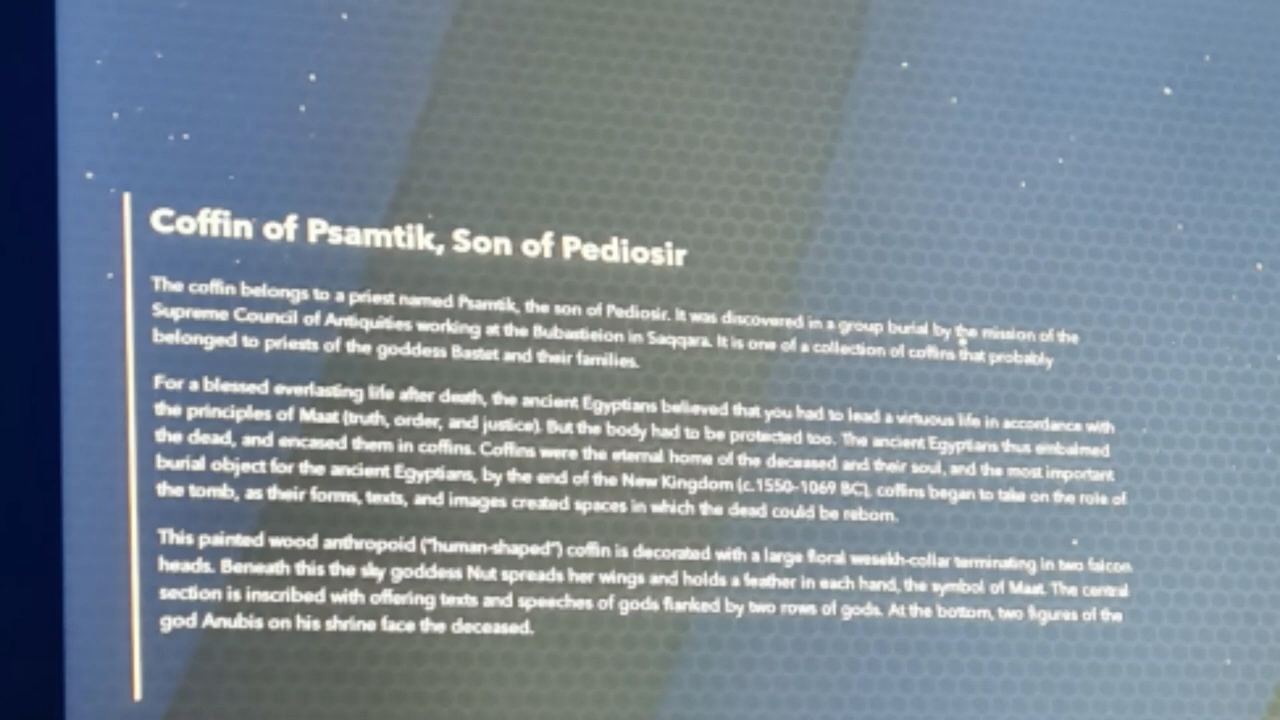 Coffin of Psamtik, Son of Pediosir
The coffin belongs to a priest named Psamtik, the son of Pediosir. It was discovered in a group burial by the mission of the
Supreme Council of Antiquities working at the Bubastieion in Saqqara. It is one of a collection of coffins that probably
belonged to priests of the goddess Bastet and their families.
For a blessed everlasting life after death, the ancient Egyptians believed that you had to lead a virtuous life in accordance with
the principles of Maat (truth, order, and justice). But the body had to be protected too. The ancient Egyptians thus embalmed
the dead, and encased them in coffins. Coffins were the eternal home of the deceased and their soul, and the most important
burial object for the ancient Egyptians, by the end of the New Kingdom (c.1550-1069 BC), coffins began to take on the role of
the tomb, as their forms, texts, and images created spaces in which the dead could be reborn.
This painted wood anthropoid ("human-shaped") coffin is decorated with a large floral wesekh-collar terminating in two falcon
heads. Beneath this the sky goddess Nut spreads her wings and holds a feather in each hand, the symbol of Maat. The central
section is inscribed with offering texts and speeches of gods flanked by two rows of gods. At the bottom, two figures of the
god Anubis on his shrine face the deceased.